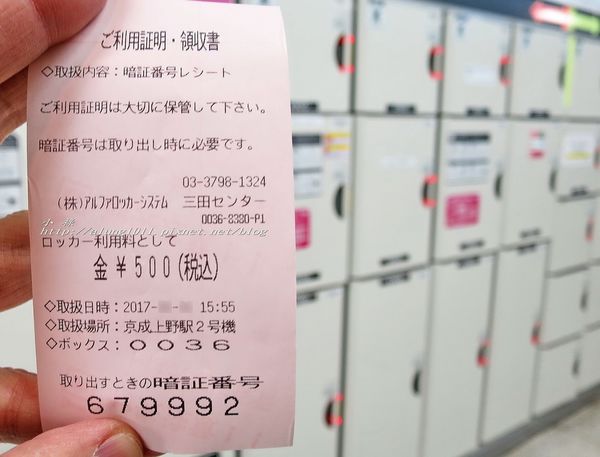 ご利用証明・領収書
◇取扱内容：暗証番号レシート
ご利用証明は大切に保管して下さい。
暗証番号は取り出し時に必要です。
03-3798-1324
(株)アルファロッカーシステム 三田センター
0036-3330-P1
http://ajung1011.pixnet.net/blog
ロッカー利用料として
金￥500(税込)
◇取扱日時：2017- - 15:55
◇取扱場所：京成上野駅２号機
◇ボックス：0036
取り出すときの暗証番号
679992